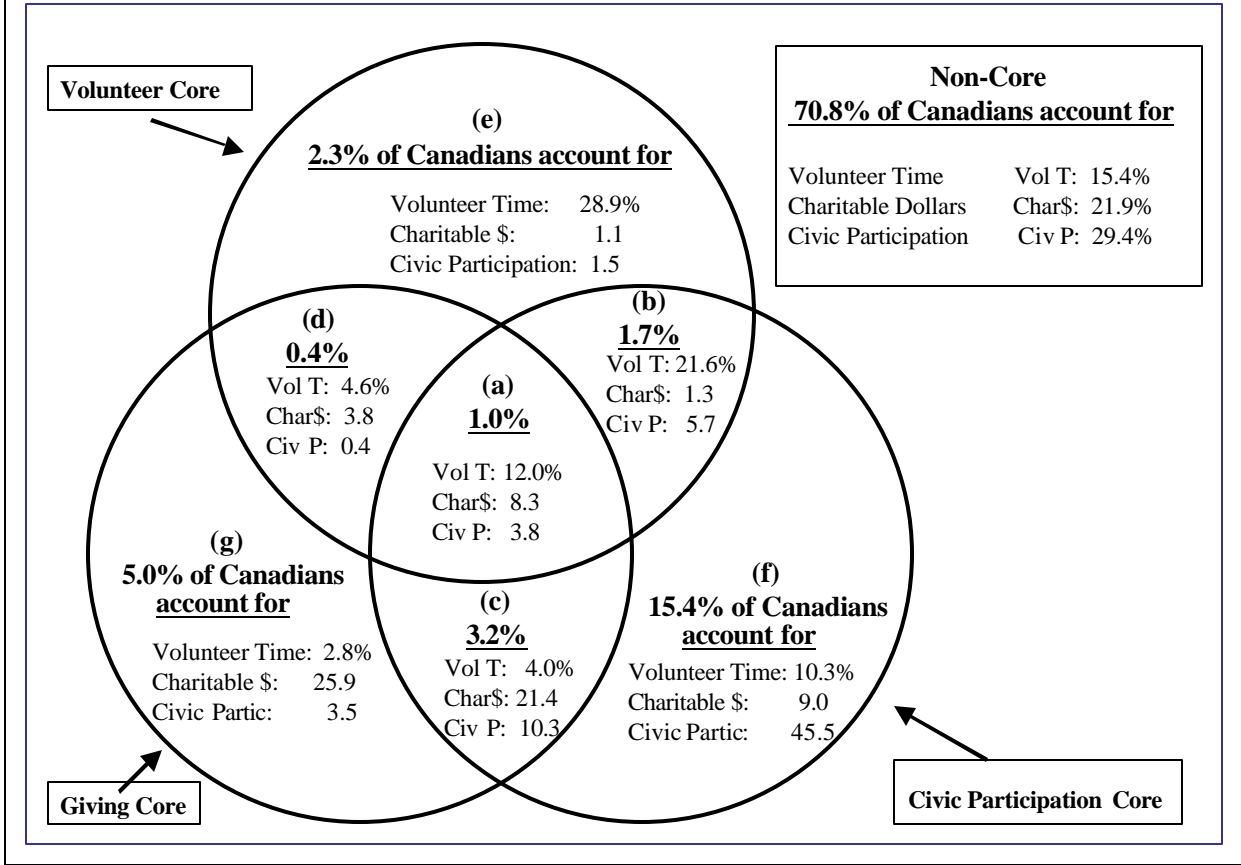 Volunteer Core
Non-Core
70.8% of Canadians account for
Volunteer Time Vol T: 15.4%
Charitable Dollars Char$: 21.9%
Civic Participation Civ P: 29.4%
(e)
2.3% of Canadians account for
Volunteer Time: 28.9%
Charitable $: 1.1
Civic Participation: 1.5
(d)
0.4%
Vol T: 4.6%
Char$: 3.8
Civ P: 0.4
(b)
1.7%
Vol T: 21.6%
Char$: 1.3
Civ P: 5.7
(a)
1.0%
Vol T: 12.0%
Char$: 8.3
Civ P: 3.8
(g)
5.0% of Canadians
account for
Volunteer Time: 2.8%
Charitable $: 25.9
Civic Partic: 3.5
(c)
3.2%
Vol T: 4.0%
Char$: 21.4
Civ P: 10.3
(f)
15.4% of Canadians
account for
Volunteer Time: 10.3%
Charitable $: 9.0
Civic Partic: 45.5
Giving Core
Civic Participation Core